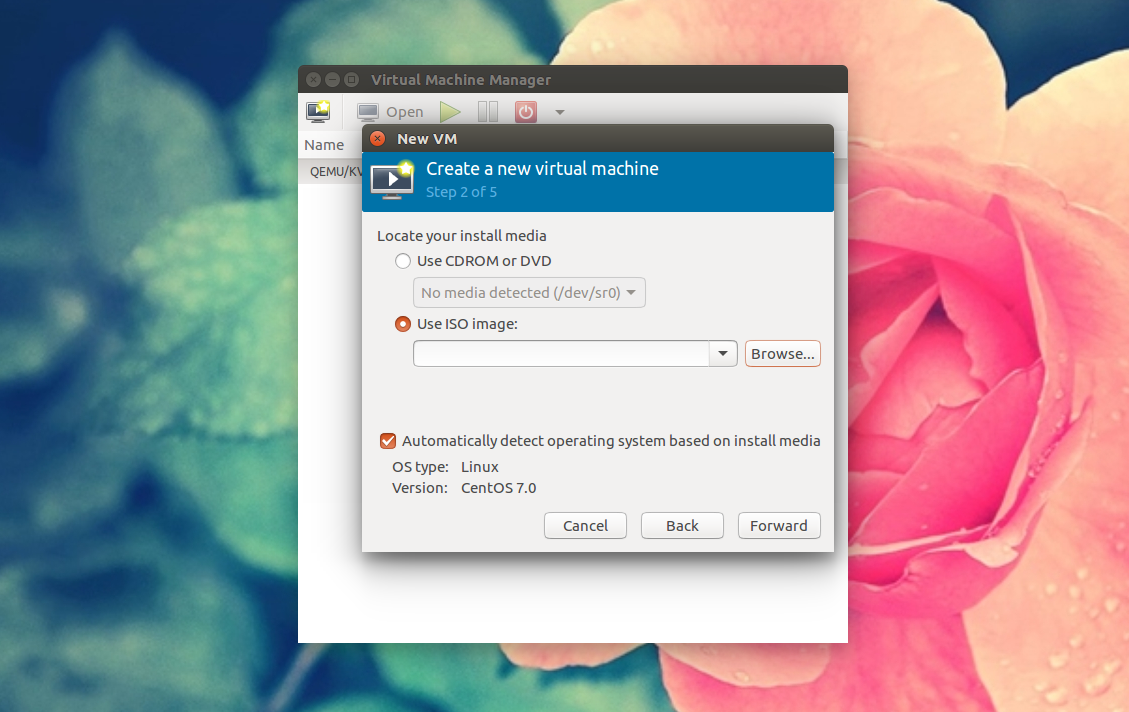 Virtual Machine Manager
Open
New VM
Name
Create a new virtual machine
QEMU/KV
Step 2 of 5
Locate your install media
Use CDROM or DVD
No media detected (/dev/sr0)
Use ISO image:
Browse...
Automatically detect operating system based on install media
OS type: Linux
Version: CentOS 7.0
Cancel Back Forward